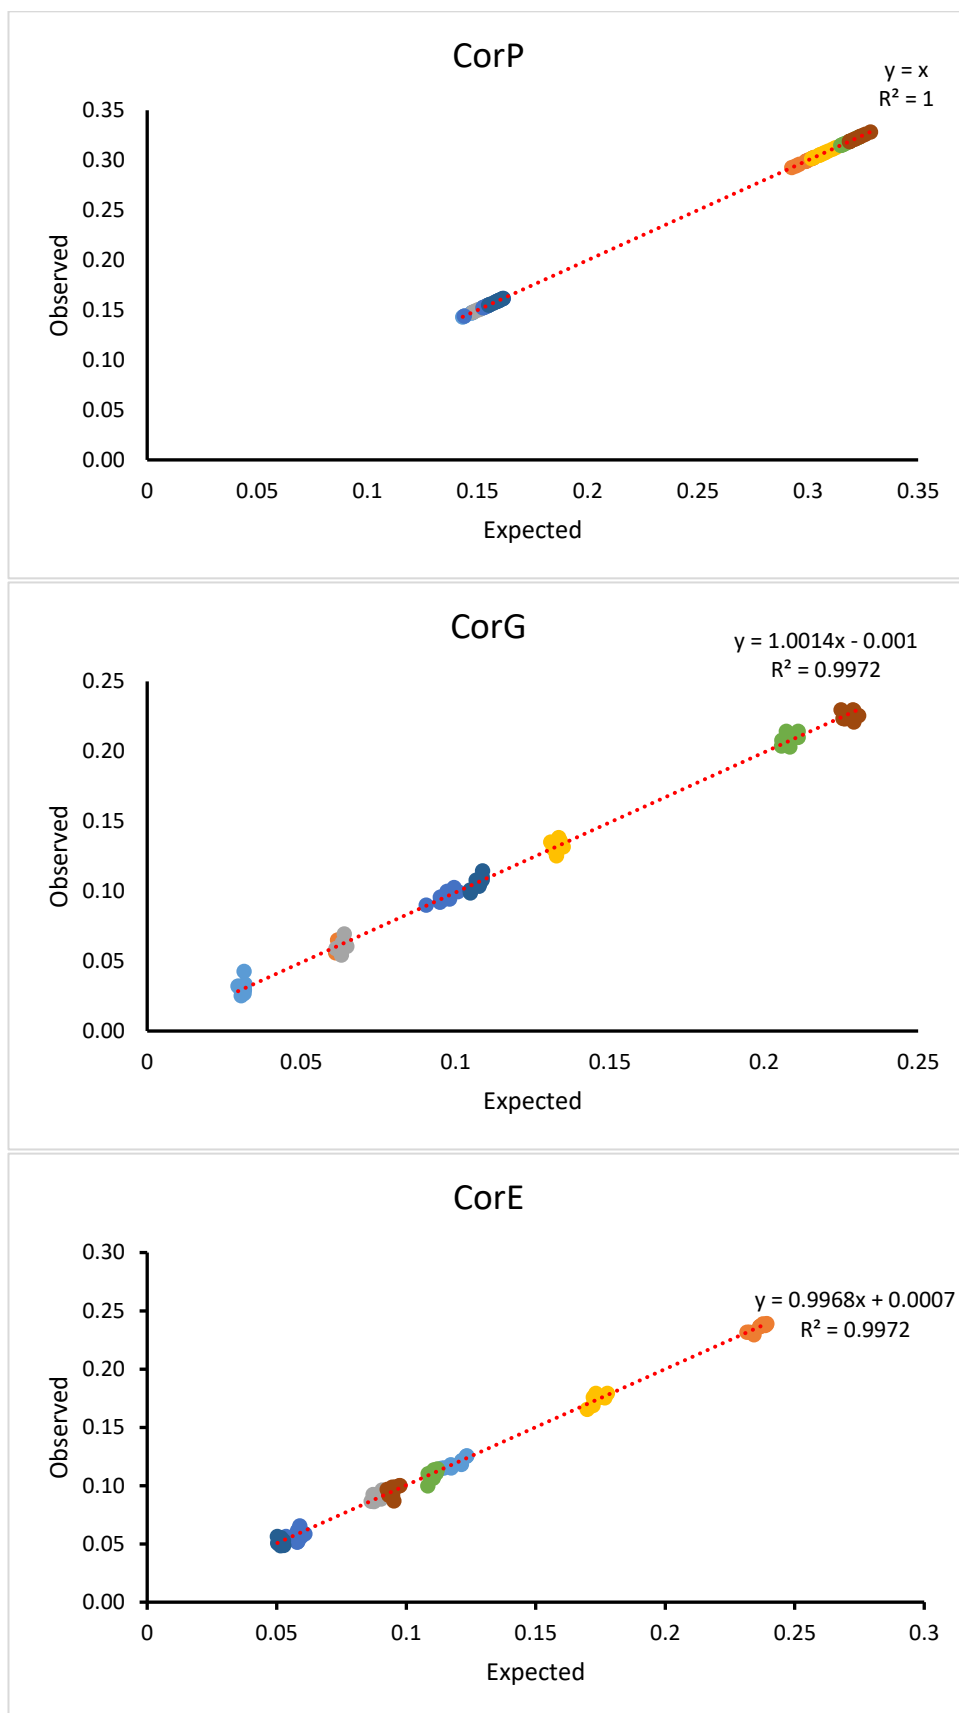 CorP
y = x
R² = 1
0.35
0.30
0.25
0.20
0.15
0.10
0.05
0.00
Observed
0 0.05 0.1 0.15 0.2 0.25 0.3 0.35
Expected
CorG
y = 1.0014x - 0.001
R² = 0.9972
0.25
0.20
0.15
0.10
0.05
0.00
Observed
0 0.05 0.1 0.15 0.2 0.25
Expected
CorE
y = 0.9968x + 0.0007
R² = 0.9972
0.30
0.25
0.20
0.15
0.10
0.05
0.00
Observed
0 0.05 0.1 0.15 0.2 0.25 0.3
Expected